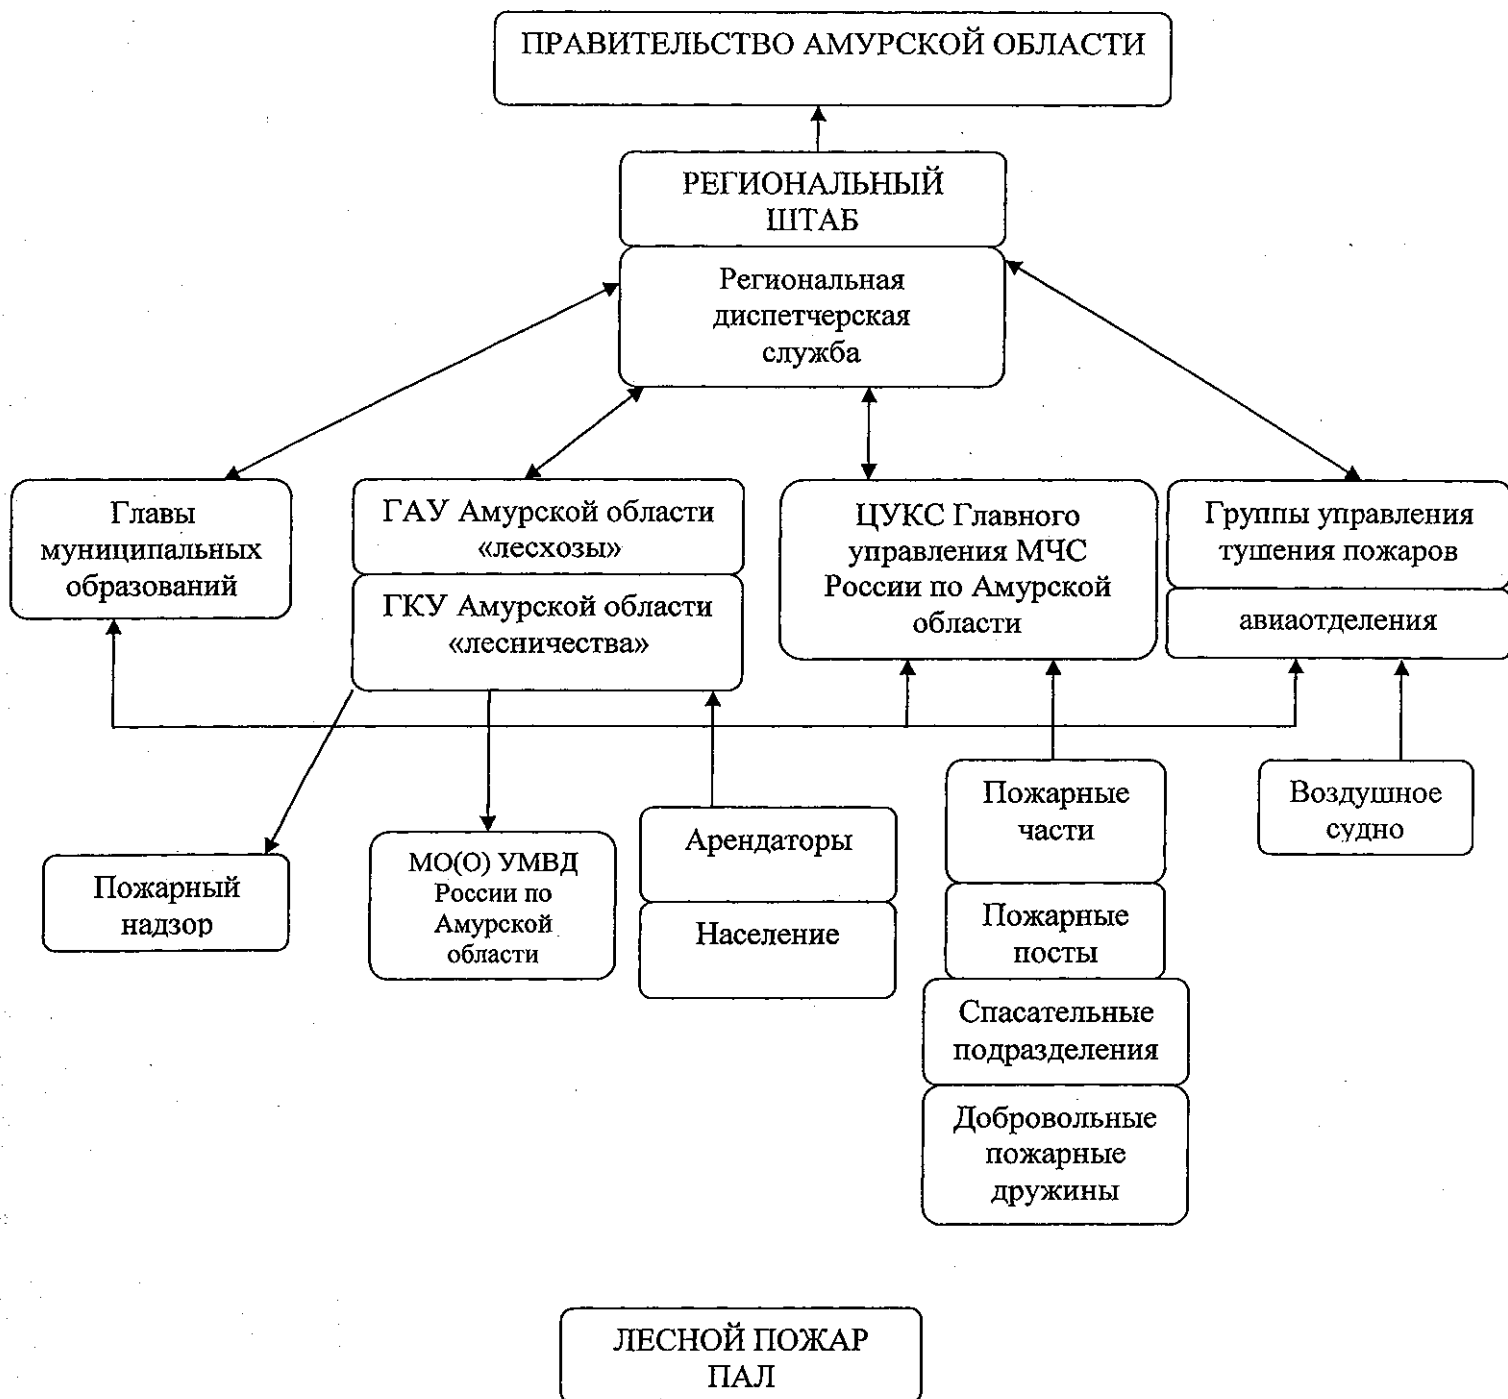 ПРАВИТЕЛЬСТВО АМУРСКОЙ ОБЛАСТИ
РЕГИОНАЛЬНЫЙ
ШТАБ
Региональная
диспетчерская
служба
Главы
муниципальных
образований
ГАУ Амурской области
«лесхозы»
ГКУ Амурской области
«лесничества»
ЦУКС Главного
управления МЧС
России по Амурской
области
Группы управления
тушения пожаров
авиаотделения
Пожарный
надзор
МО(О) УМВД
России по
Амурской
области
Арендаторы
Население
Пожарные
части
Пожарные
посты
Спасательные
подразделения
Добровольные
пожарные
дружины
Воздушное
судно
ЛЕСНОЙ ПОЖАР
ПАЛ